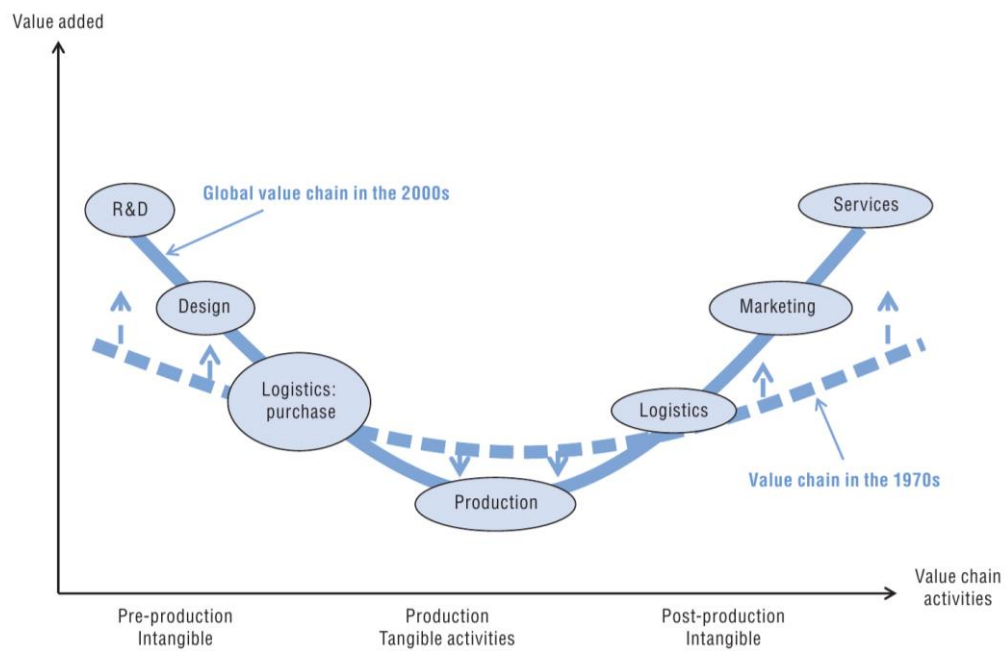 Value added
R&D
Global value chain in the 2000s
Services
Design
Marketing
Logistics:
purchase
Logistics
Value chain in the 1970s
Production
Value chain
activities
Pre-production
Intangible
Production
Tangible activities
Post-production
Intangible